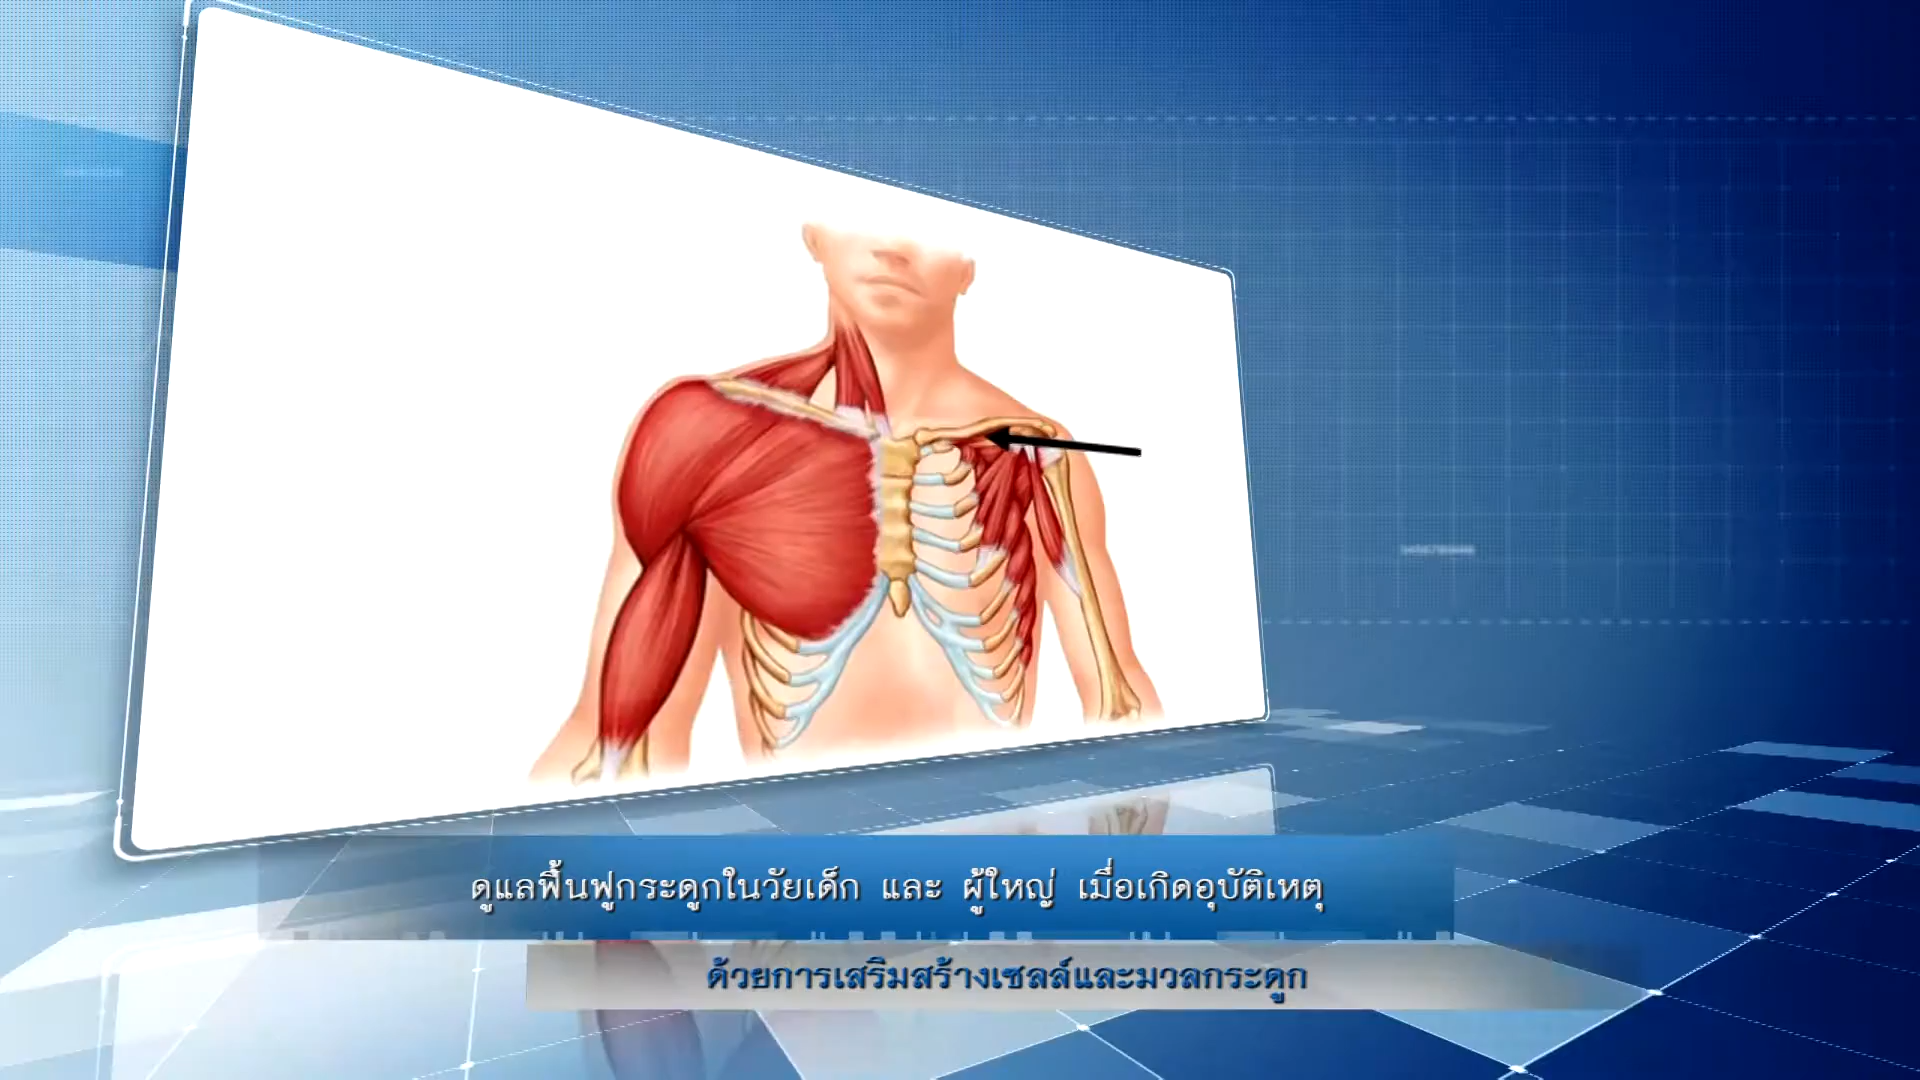 ดูแลฟื้นฟูกระดูกในวัยเด็ก และ ผู้ใหญ่ เมื่อเกิดอุบัติเหตุ
ด้วยการเสริมสร้างเซลล์และมวลกระดูก